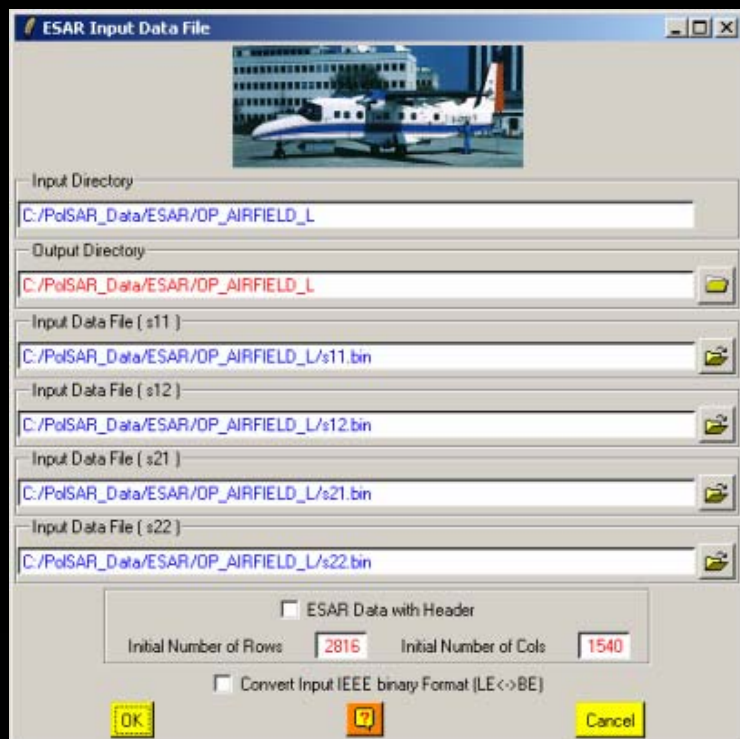 ESAR Input Data File
Input Directory
C:/PolSAR_Data/ESAR/OP_AIRFIELD_L
Output Directory
C:/PolSAR_Data/ESAR/OP_AIRFIELD_L
Input Data File ( s11 )
C:/PolSAR_Data/ESAR/OP_AIRFIELD_L/s11.bin
Input Data File ( s12 )
C:/PolSAR_Data/ESAR/OP_AIRFIELD_L/s12.bin
Input Data File ( s21 )
C:/PolSAR_Data/ESAR/OP_AIRFIELD_L/s21.bin
Input Data File ( s22 )
C:/PolSAR_Data/ESAR/OP_AIRFIELD_L/s22.bin
ESAR Data with Header
Initial Number of Rows 2816 Initial Number of Cols 1540
Convert Input IEEE binary Format (LE<->BE)
OK ? Cancel